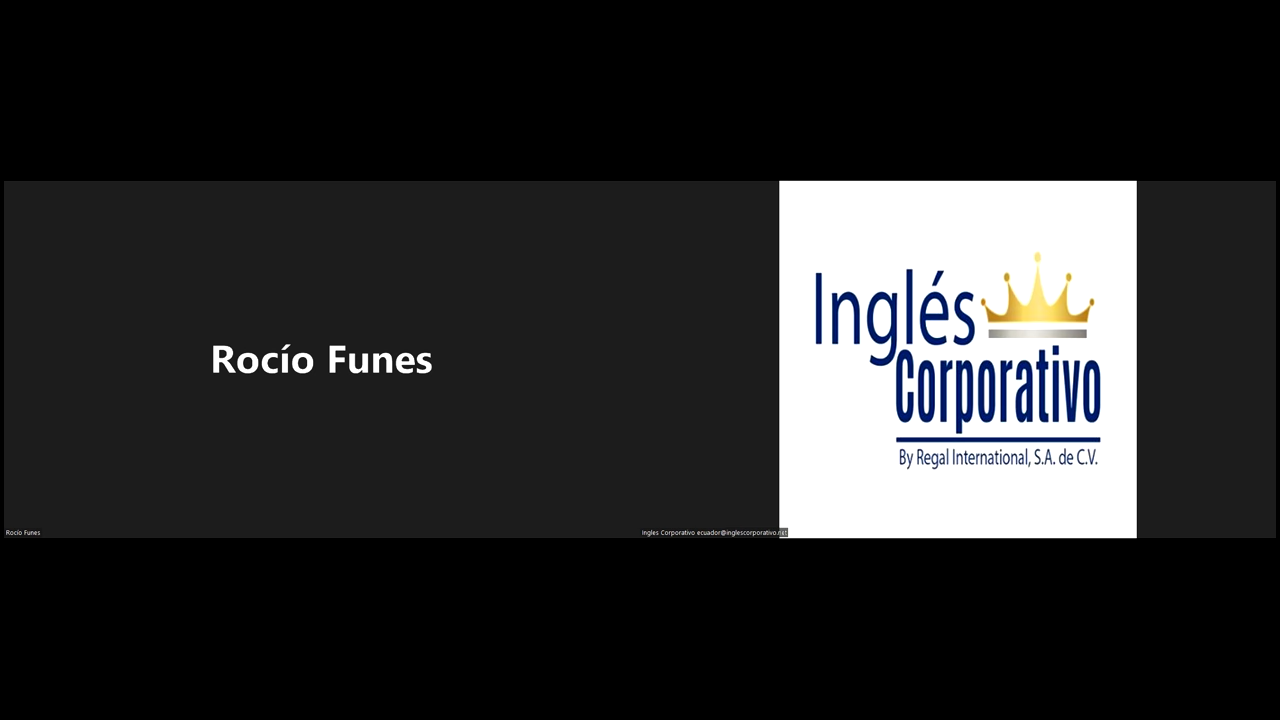 Rocío Funes
Inglés
Corporativo
By Regal International, S.A. de C.V.
Rocío Funes
Ingles Corporativo ecuador@inglescorporativo.net